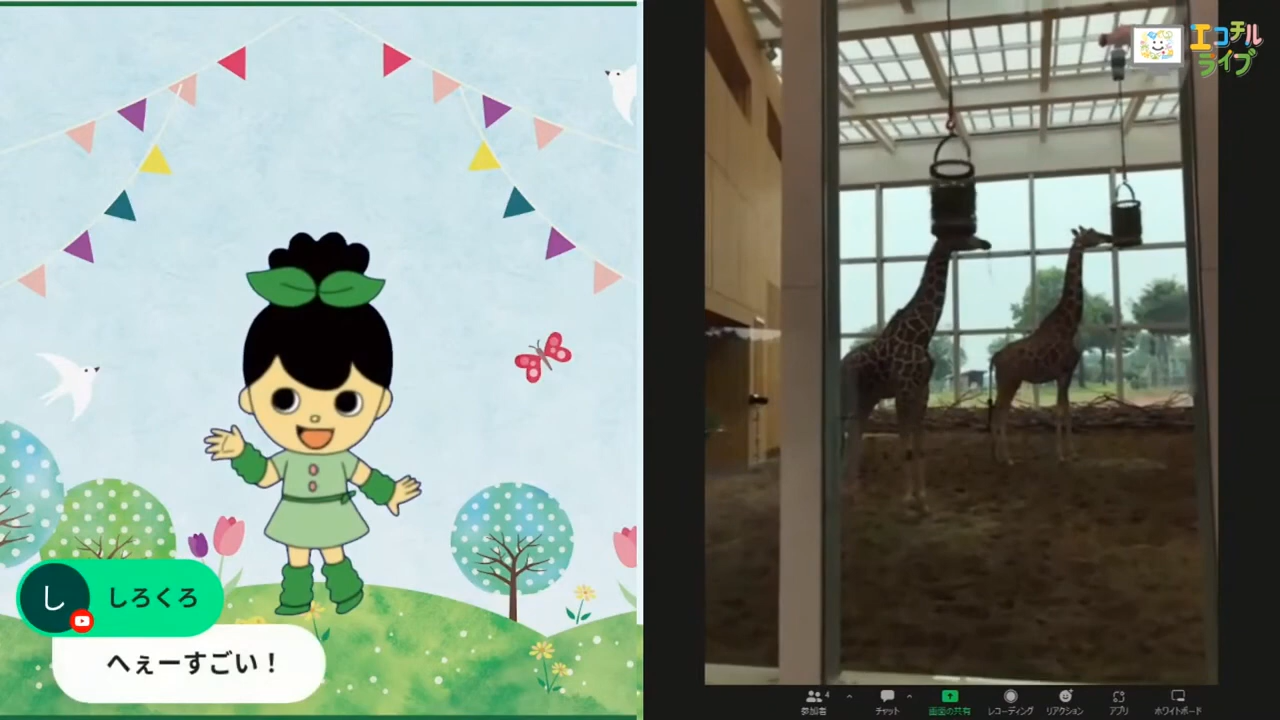 エコチル
ライブ
し
しろくろ
へぇーすごい！
参加者
4
チャット
画面の共有
レコーディング
リアクション
アプリ
ホワイトボード